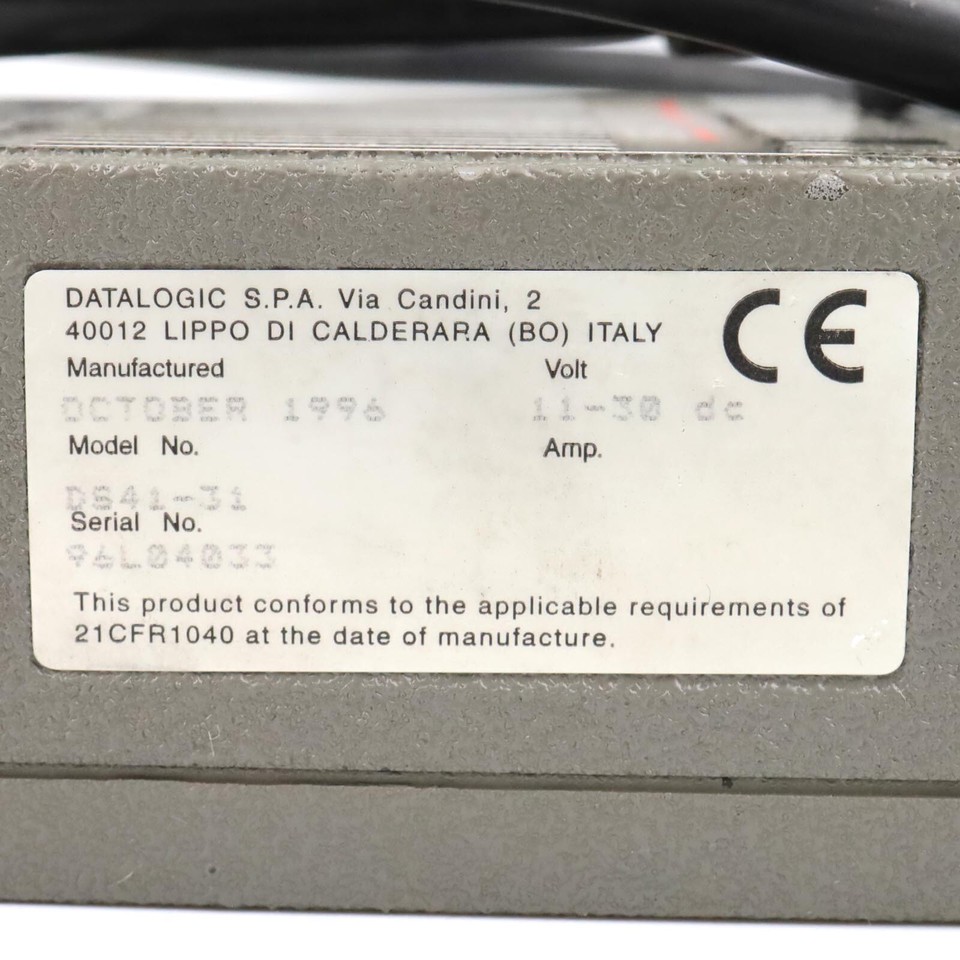 DATALOGIC S.P.A. Via Candini, 2
40012 LIPPO DI CALDERARA (BO) ITALY
CE
Manufactured Volt
OCTOBER 1996 11-30 dc
Model No. Amp.
DS41-31
Serial No.
96L04033
This product conforms to the applicable requirements of
21CFR1040 at the date of manufacture.